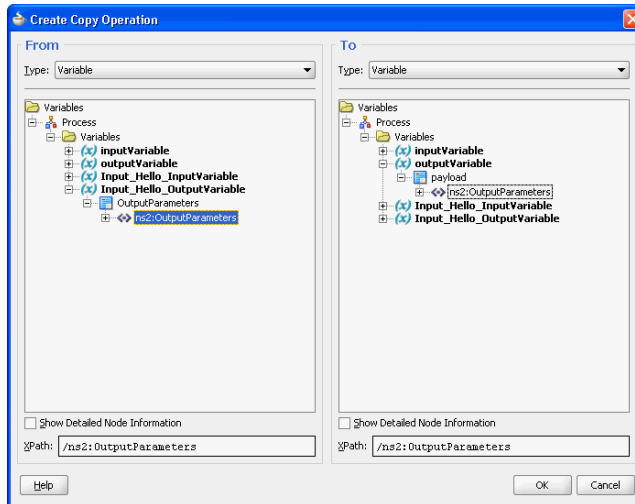 Create Copy Operation
From
Type: Variable
Variables
Process
Variables
inputVariable
outputVariable
Input_Hello_InputVariable
Input_Hello_OutputVariable
OutputParameters
ns2:OutputParameters
Show Detailed Node Information
XPath: /ns2:OutputParameters
To
Type: Variable
Variables
Process
Variables
inputVariable
outputVariable
payload
ns2:OutputParameters
Input_Hello_InputVariable
Input_Hello_OutputVariable
Show Detailed Node Information
XPath: /ns2:OutputParameters
Help
OK
Cancel